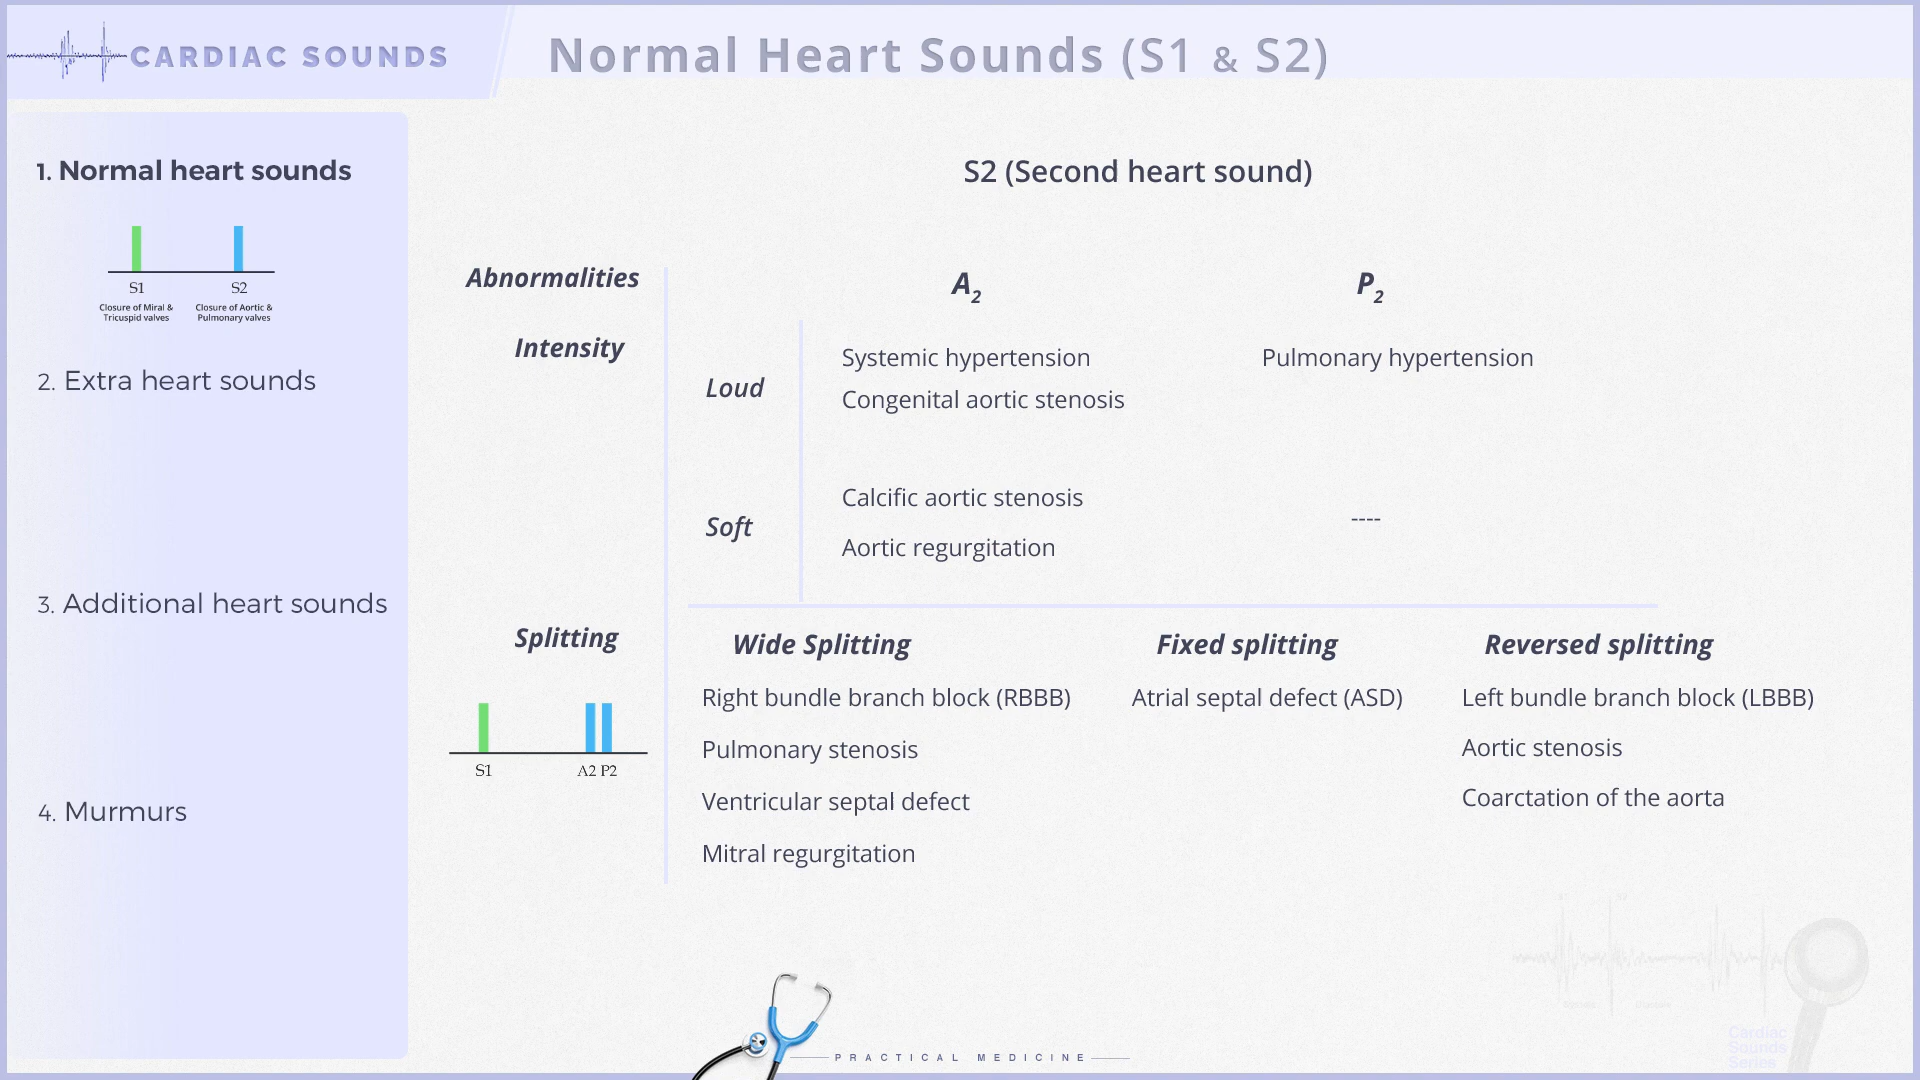 CARDIAC SOUNDS
Normal Heart Sounds (S1 & S2)
1. Normal heart sounds
S1 S2
Closure of Miral & Closure of Aortic &
Tricuspid valves Pulmonary valves
2. Extra heart sounds
3. Additional heart sounds
4. Murmurs
S2 (Second heart sound)
Abnormalities A2 P2
Intensity
Loud
Systemic hypertension Pulmonary hypertension
Congenital aortic stenosis
Soft
Calcific aortic stenosis ----
Aortic regurgitation
Splitting
S1 A2 P2
Wide Splitting Fixed splitting Reversed splitting
Right bundle branch block (RBBB) Atrial septal defect (ASD) Left bundle branch block (LBBB)
Pulmonary stenosis Aortic stenosis
Ventricular septal defect Coarctation of the aorta
Mitral regurgitation
PRACTICAL MEDICINE
Cardiac
Sounds
Series